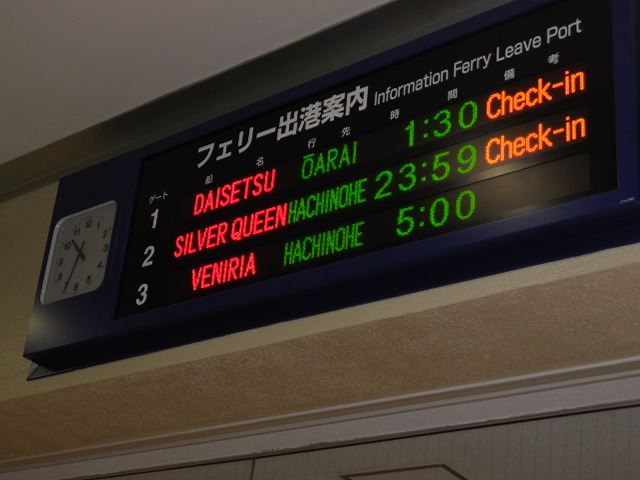 フェリー出港案内 Information Ferry Leave Port
ゲート 船名 行先 時間 備考
1 DAISETSU ŌARAI 1:30 Check-in
2 SILVER QUEEN HACHINOHE 23:59 Check-in
3 VENIRIA HACHINOHE 5:00